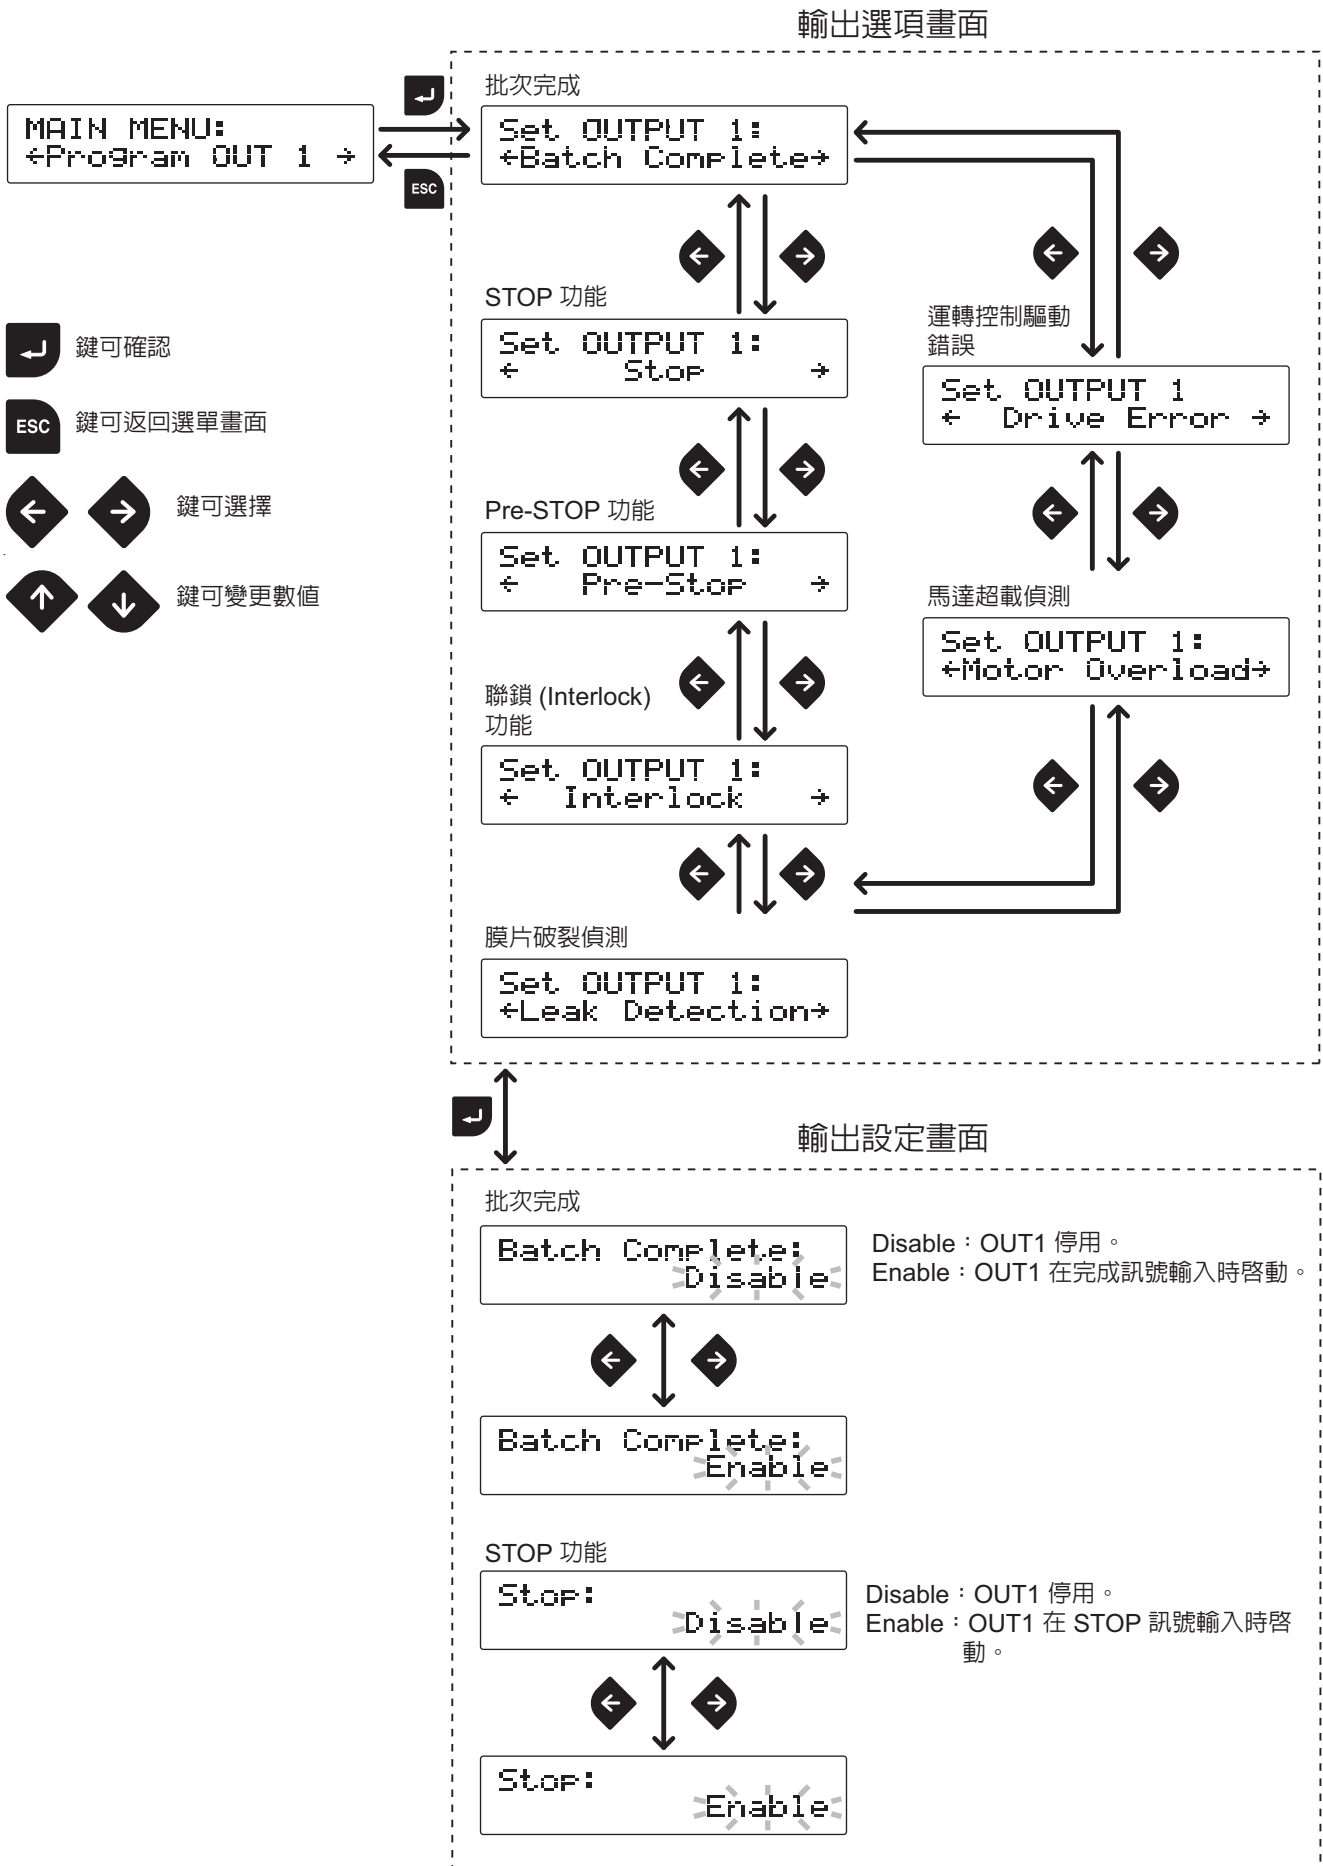 輸出選項畫面
批次完成
MAIN MENU:
←Program OUT 1 →
ESC
Set OUTPUT 1:
←Batch Complete→
STOP 功能
Set OUTPUT 1:
← Stop →
Pre-STOP 功能
Set OUTPUT 1:
← Pre-Stop →
聯鎖 (Interlock)
功能
Set OUTPUT 1:
← Interlock →
膜片破裂偵測
Set OUTPUT 1:
←Leak Detection→
運轉控制驅動
錯誤
Set OUTPUT 1
← Drive Error →
馬達超載偵測
Set OUTPUT 1:
←Motor Overload→
鍵可確認
ESC 鍵可返回選單畫面
鍵可選擇
鍵可變更數值
輸出設定畫面
批次完成
Batch Complete:
Disable
Disable：OUT1 停用。
Enable：OUT1 在完成訊號輸入時啓動。
Batch Complete:
Enable
STOP 功能
Stop:
Disable
Disable：OUT1 停用。
Enable：OUT1 在 STOP 訊號輸入時啓
動。
Stop:
Enable